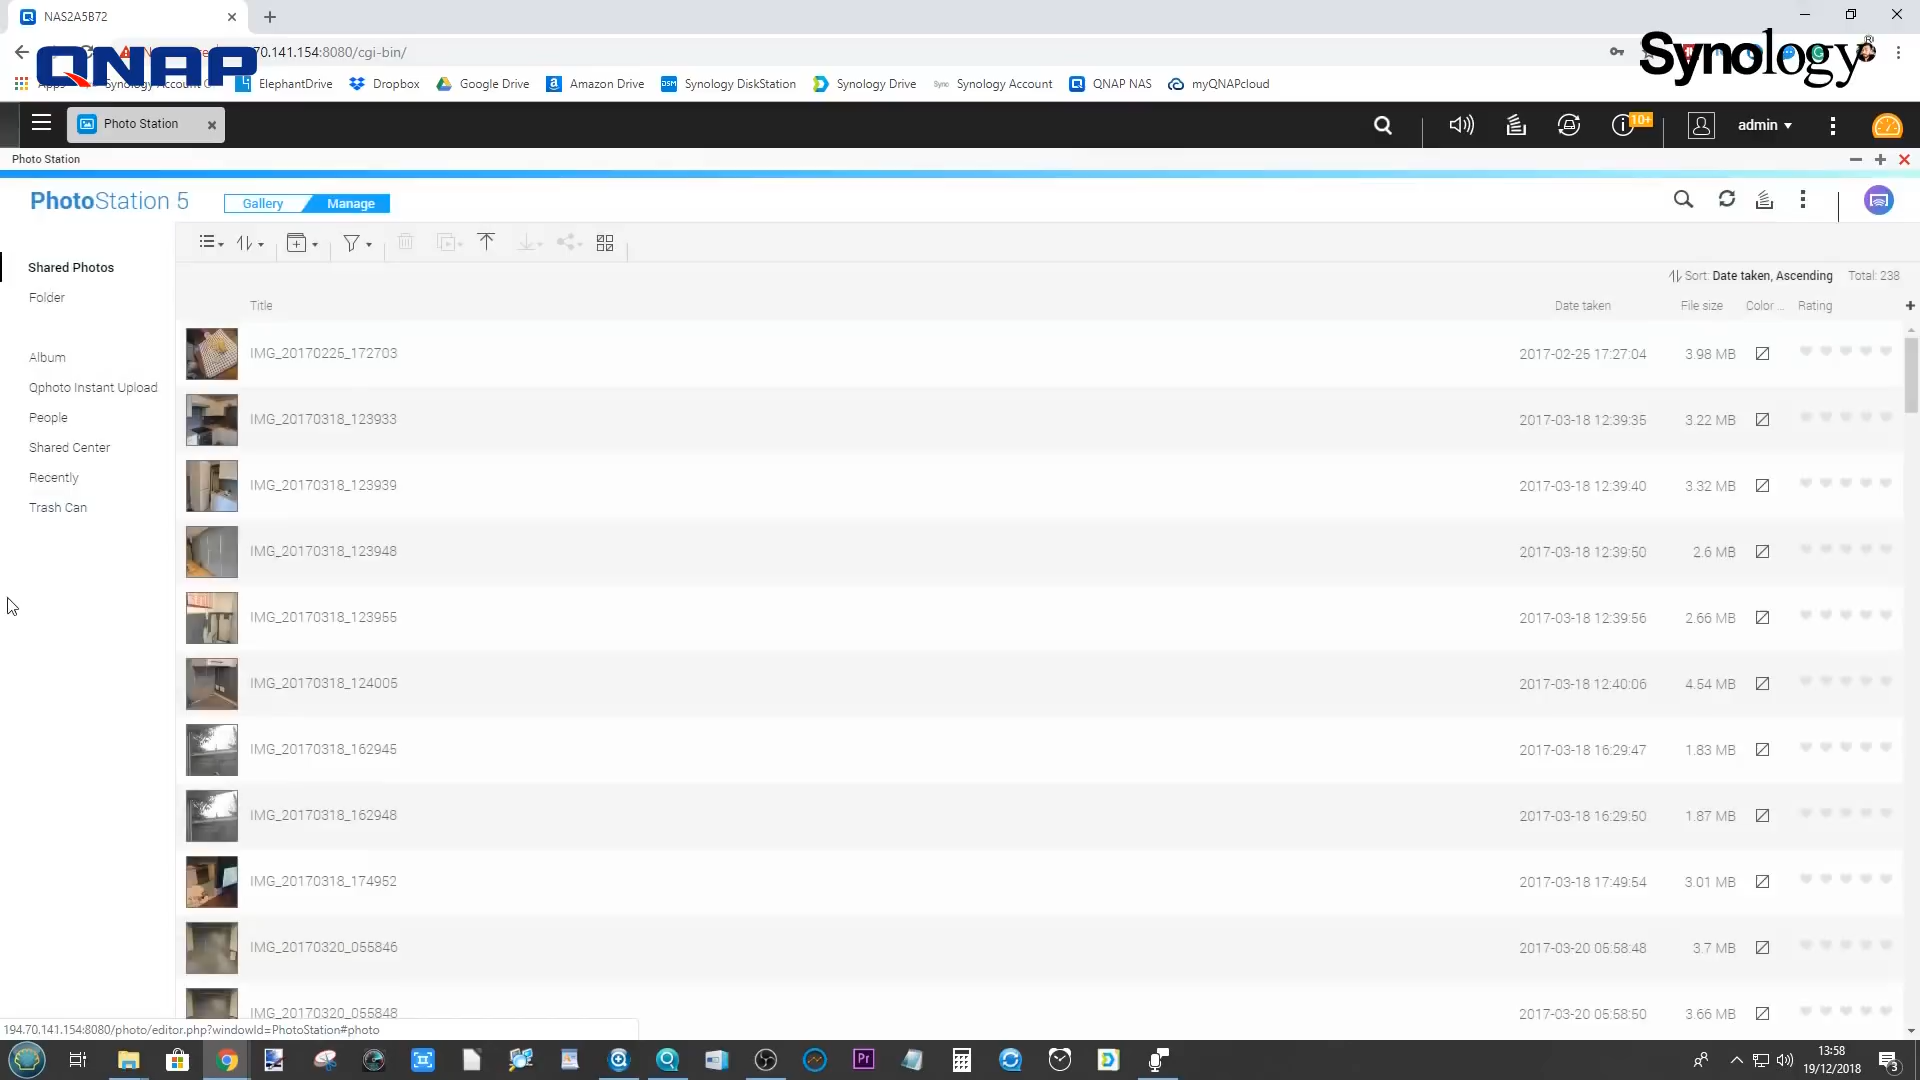 NAS2A5B72
70.141.154:8080/cgi-bin/
QNAP
Synology
Apps
Synology Account
ElephantDrive
Dropbox
Google Drive
Amazon Drive
DSM
Synology DiskStation
Synology Drive
Syno
Synology Account
QNAP NAS
myQNAPcloud
Photo Station
10+
admin
Photo Station
PhotoStation 5
Gallery
Manage
Shared Photos
Folder
Album
Qphoto Instant Upload
People
Shared Center
Recently
Trash Can
Sort: Date taken, Ascending Total: 238
Title Date taken File size Color ... Rating
IMG_20170225_172703 2017-02-25 17:27:04 3.98 MB
IMG_20170318_123933 2017-03-18 12:39:35 3.22 MB
IMG_20170318_123939 2017-03-18 12:39:40 3.32 MB
IMG_20170318_123948 2017-03-18 12:39:50 2.6 MB
IMG_20170318_123955 2017-03-18 12:39:56 2.66 MB
IMG_20170318_124005 2017-03-18 12:40:06 4.54 MB
IMG_20170318_162945 2017-03-18 16:29:47 1.83 MB
IMG_20170318_162948 2017-03-18 16:29:50 1.87 MB
IMG_20170318_174952 2017-03-18 17:49:54 3.01 MB
IMG_20170320_055846 2017-03-20 05:58:48 3.7 MB
IMG_20170320_055848 2017-03-20 05:58:50 3.66 MB
194.70.141.154:8080/photo/editor.php?windowId=PhotoStation#photo
Pr
13:58
19/12/2018
3